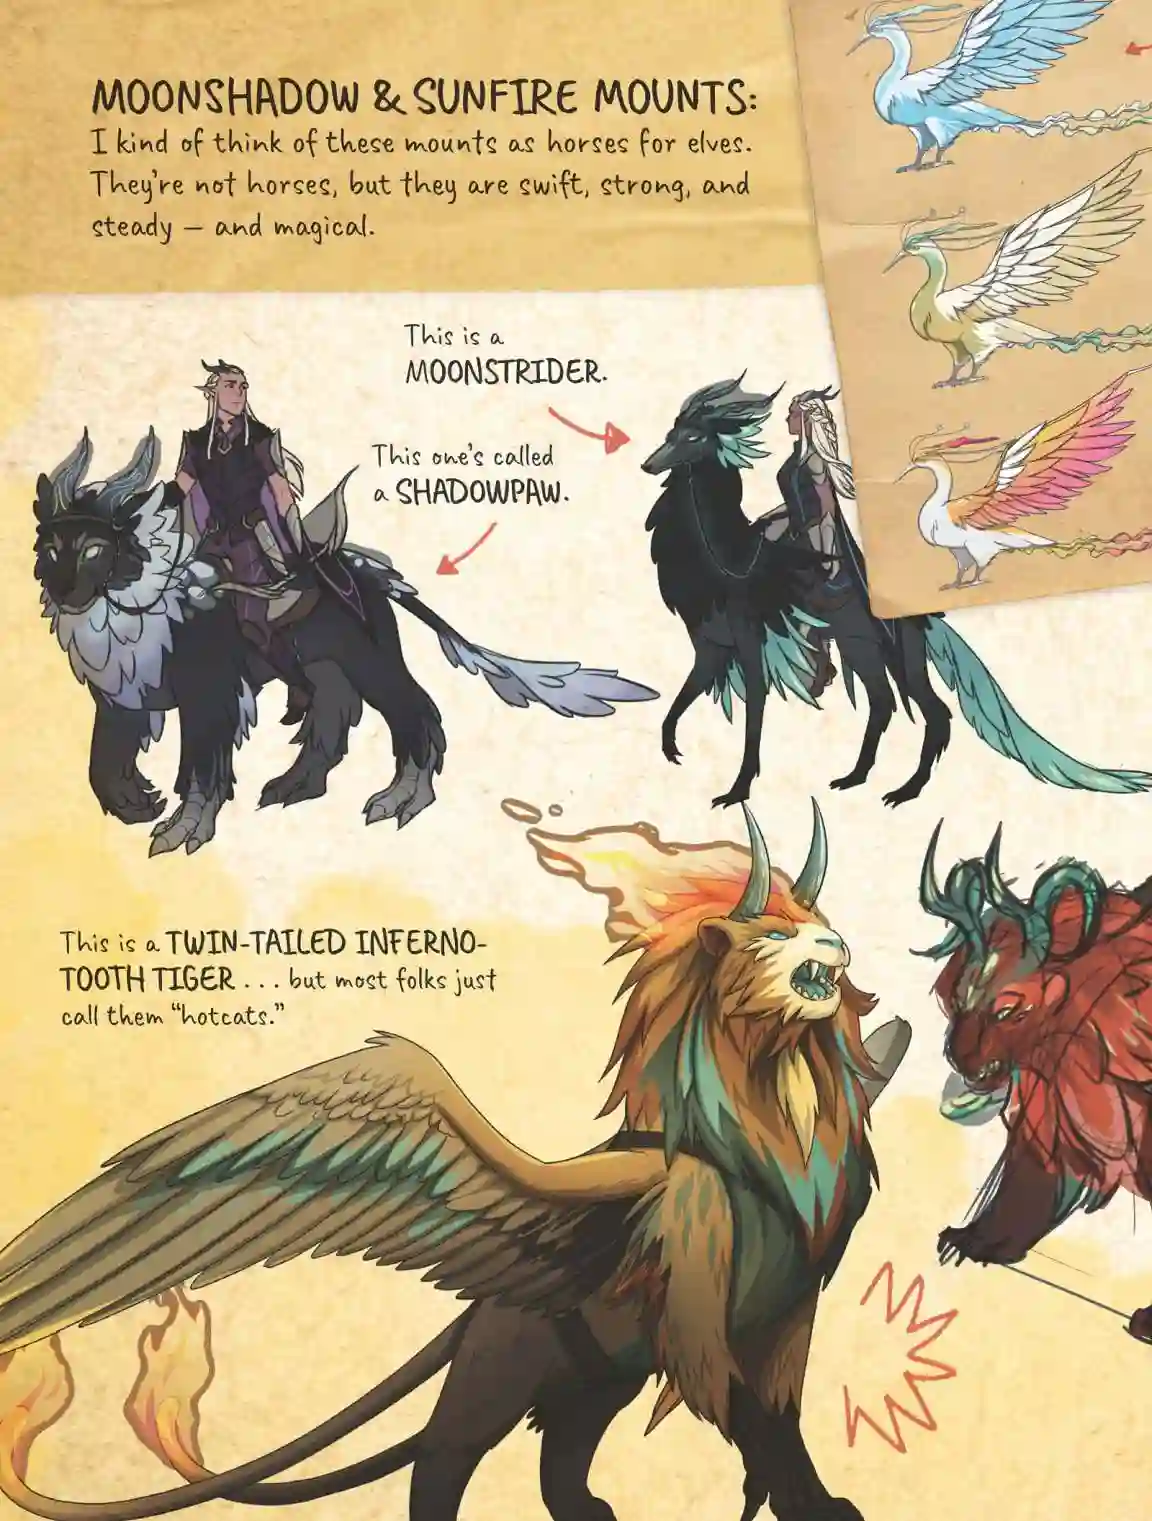 MOONSHADOW & SUNFIRE MOUNTS:
I kind of think of these mounts as horses for elves.
They're not horses, but they are swift, strong, and
steady — and magical.
This is a
MOONSTRIDER.
This one's called
a SHADOWPAW.
This is a TWIN-TAILED INFERNO-
TOOTH TIGER . . . but most folks just
call them “hotcats.”